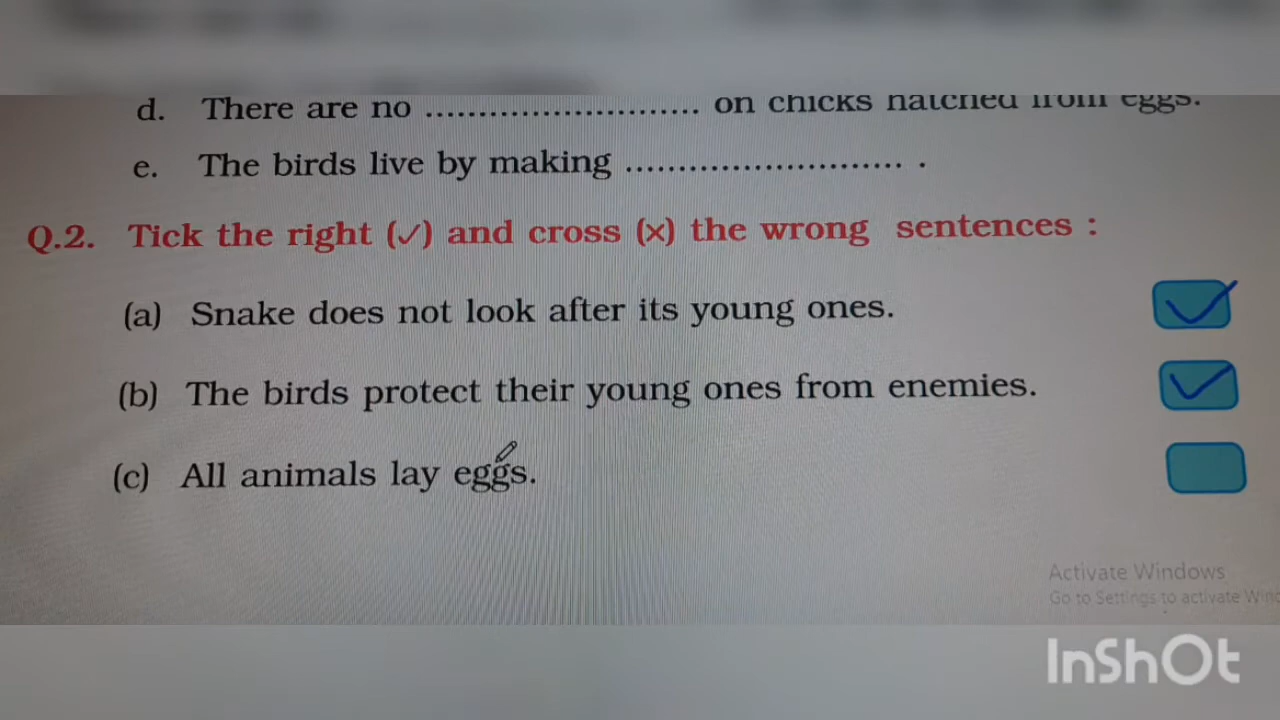 d. There are no .......................... on chicks hatched from eggs.
e. The birds live by making .......................... .
Q.2. Tick the right (✓) and cross (x) the wrong sentences :
(a) Snake does not look after its young ones. ✓
(b) The birds protect their young ones from enemies. ✓
(c) All animals lay eggs.
Activate Windows
Go to Settings to activate Wind
InShOt